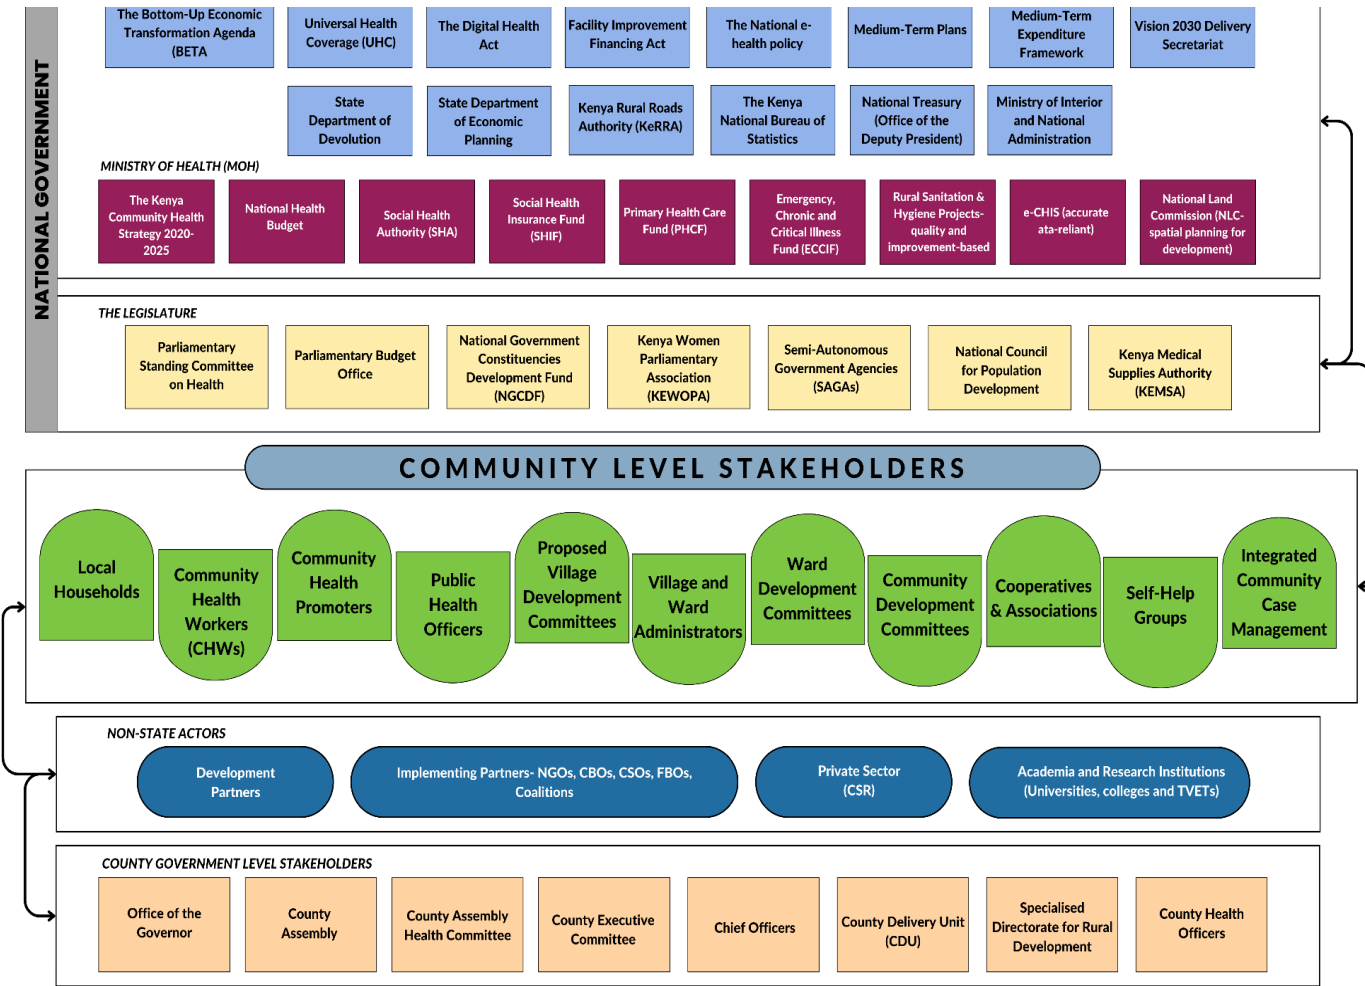 NATIONAL GOVERNMENT
The Bottom-Up Economic
Transformation Agenda
(BETA
Universal Health
Coverage (UHC)
The Digital Health
Act
Facility Improvement
Financing Act
The National e-
health policy
Medium-Term Plans
Medium-Term
Expenditure
Framework
Vision 2030 Delivery
Secretariat
State
Department of
Devolution
State Department
of Economic
Planning
Kenya Rural Roads
Authority (KeRRA)
The Kenya
National Bureau of
Statistics
National Treasury
(Office of the
Deputy President)
Ministry of Interior
and National
Administration
MINISTRY OF HEALTH (MOH)
The Kenya
Community Health
Strategy 2020-
2025
National Health
Budget
Social Health
Authority (SHA)
Social Health
Insurance Fund
(SHIF)
Primary Health Care
Fund (PHCF)
Emergency,
Chronic and
Critical Illness
Fund (ECCIF)
Rural Sanitation &
Hygiene Projects-
quality and
improvement-based
e-CHIS (accurate
ata-reliant)
National Land
Commission (NLC-
spatial planning for
development)
THE LEGISLATURE
Parliamentary
Standing Committee
on Health
Parliamentary Budget
Office
National Government
Constituencies
Development Fund
(NGCDF)
Kenya Women
Parliamentary
Association
(KEWOPA)
Semi-Autonomous
Government Agencies
(SAGAs)
National Council
for Population
Development
Kenya Medical
Supplies Authority
(KEMSA)
COMMUNITY LEVEL STAKEHOLDERS
Local
Households
Community
Health
Workers
(CHWs)
Community
Health
Promoters
Public
Health
Officers
Proposed
Village
Development
Committees
Village and
Ward
Administrators
Ward
Development
Committees
Community
Development
Committees
Cooperatives
& Associations
Self-Help
Groups
Integrated
Community
Case
Management
NON-STATE ACTORS
Development
Partners
Implementing Partners- NGOs, CBOs, CSOs, FBOs,
Coalitions
Private Sector
(CSR)
Academia and Research Institutions
(Universities, colleges and TVETs)
COUNTY GOVERNMENT LEVEL STAKEHOLDERS
Office of the
Governor
County
Assembly
County Assembly
Health Committee
County Executive
Committee
Chief Officers
County Delivery Unit
(CDU)
Specialised
Directorate for Rural
Development
County Health
Officers